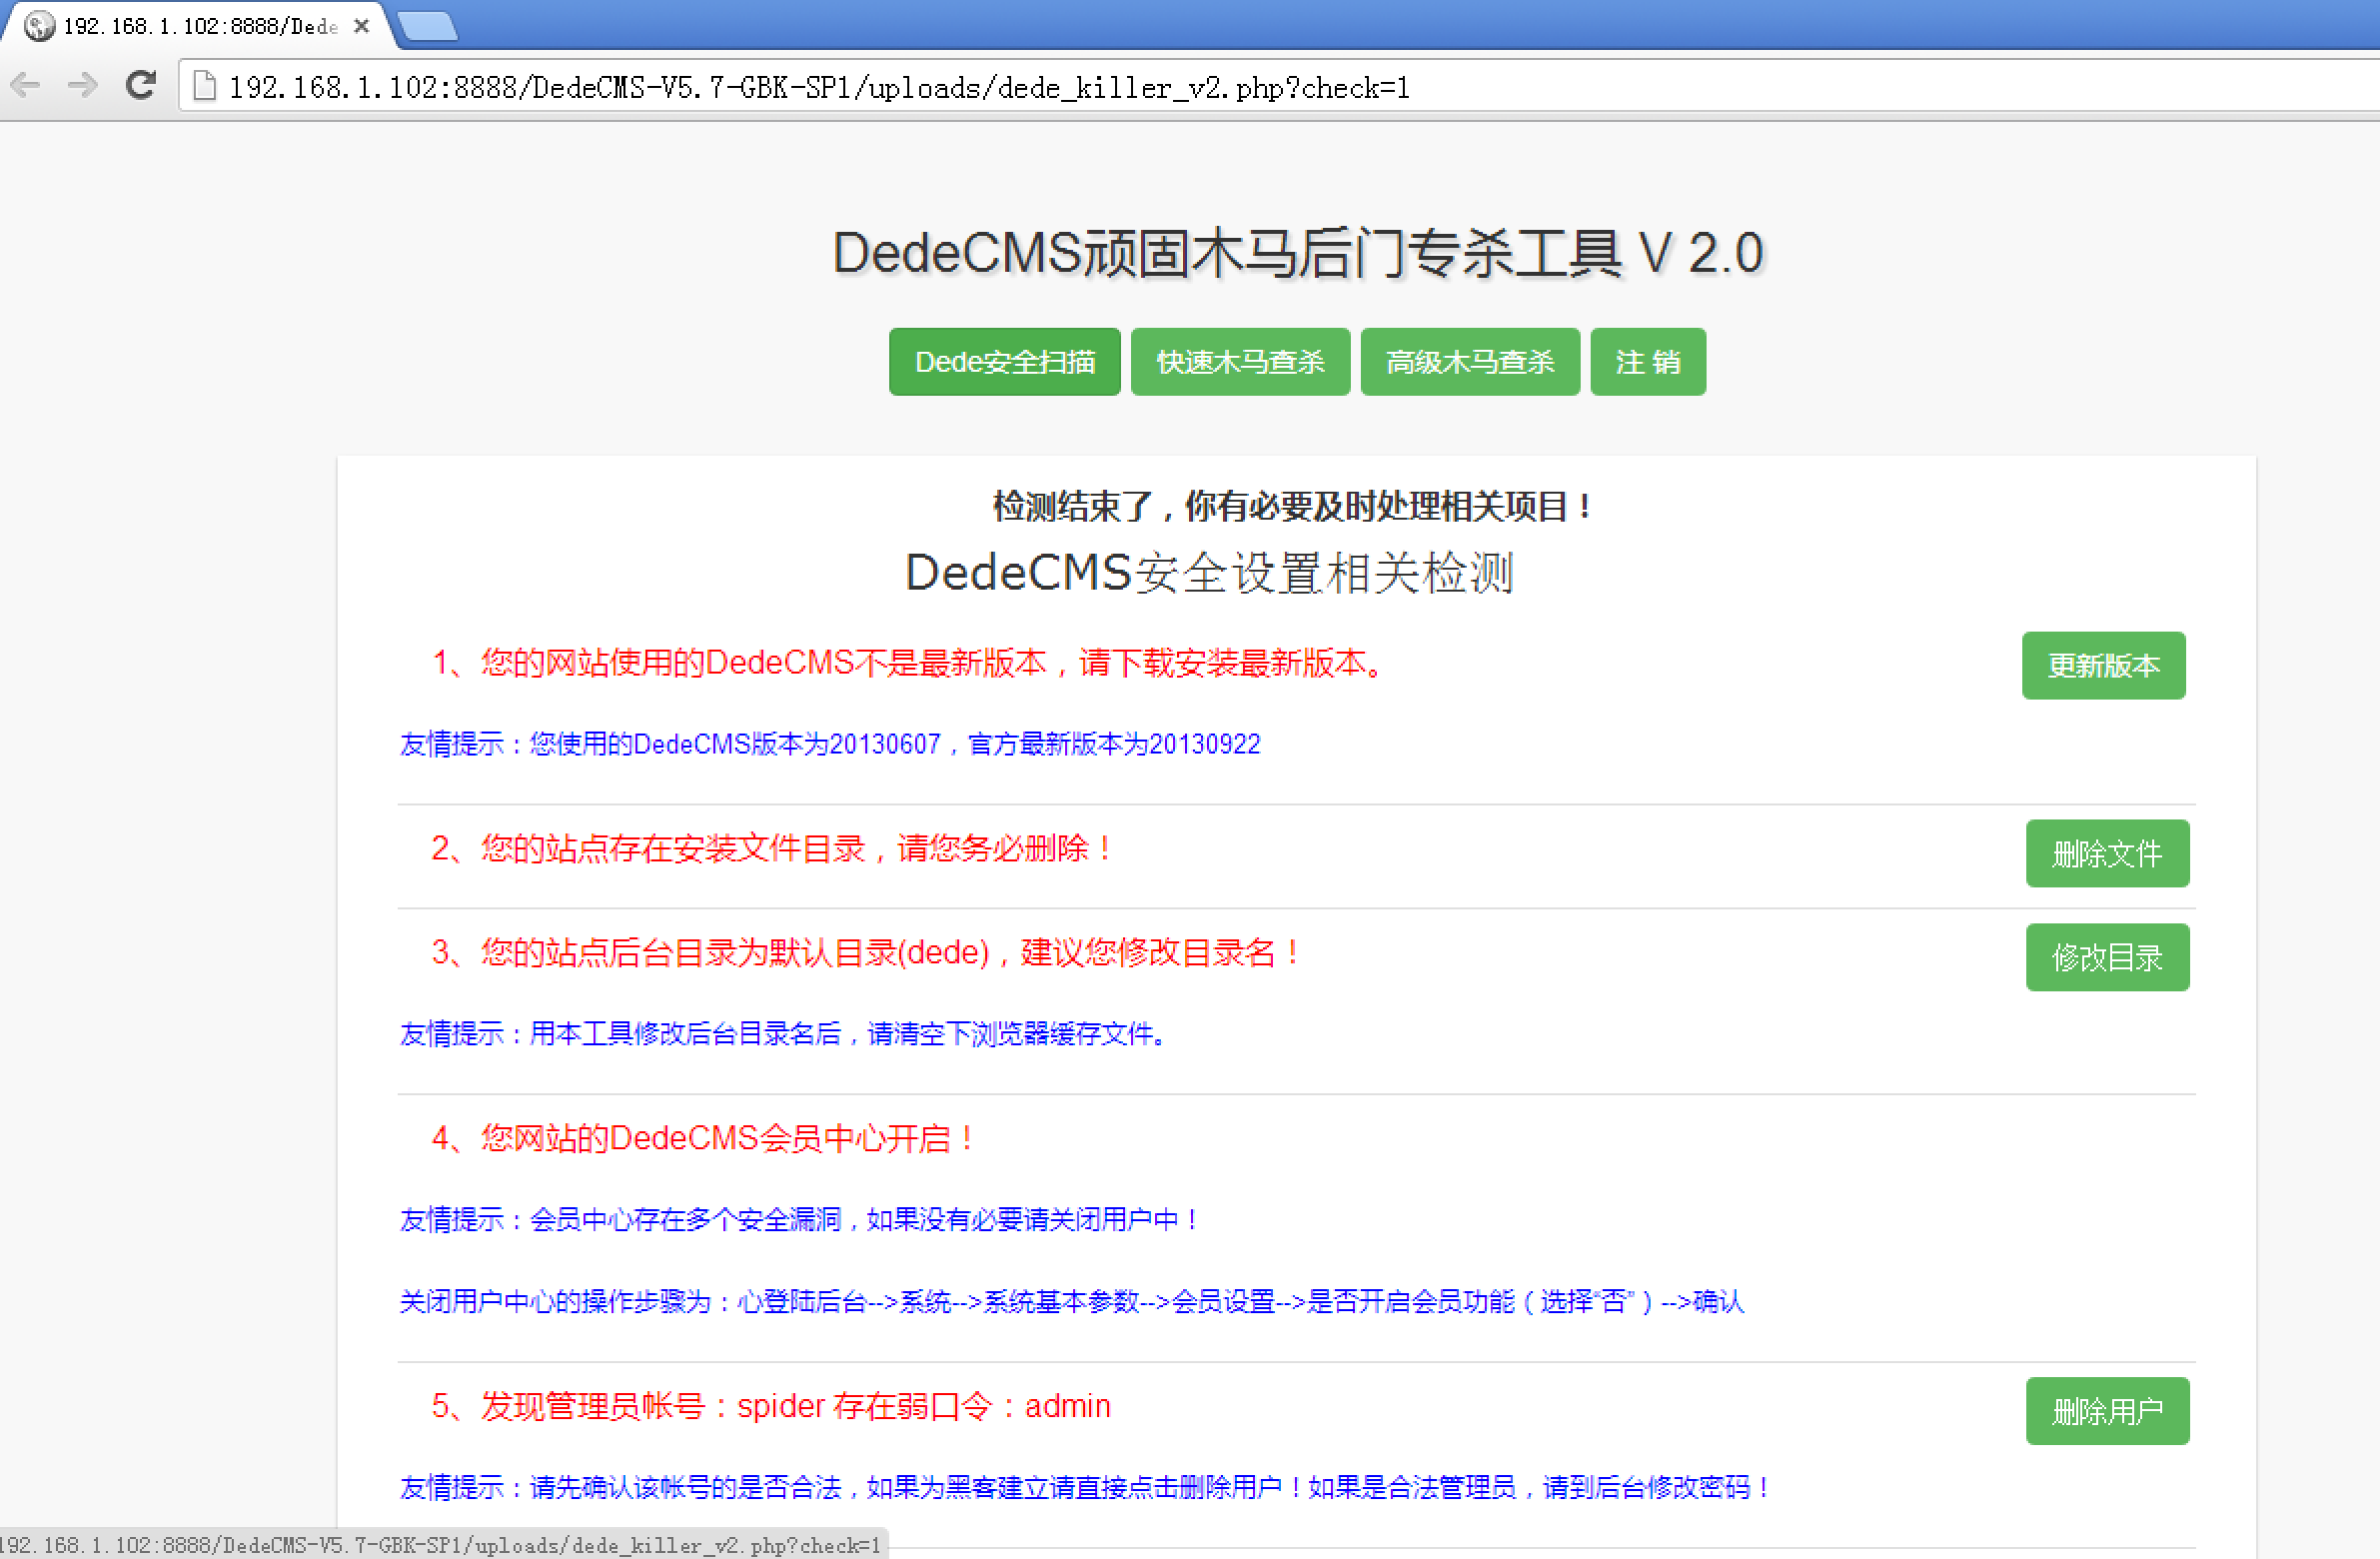 192.168.1.102:8888/Dede
192.168.1.102:8888/DedeCMS-V5.7-GBK-SP1/uploads/dede_killer_v2.php?check=1
DedeCMS顽固木马后门专杀工具 V 2.0
Dede安全扫描 快速木马查杀 高级木马查杀 注 销
检测结束了，你有必要及时处理相关项目！
DedeCMS安全设置相关检测
1、您的网站使用的DedeCMS不是最新版本，请下载安装最新版本。 更新版本
友情提示：您使用的DedeCMS版本为20130607，官方最新版本为20130922
2、您的站点存在安装文件目录，请您务必删除！ 删除文件
3、您的站点后台目录为默认目录(dede)，建议您修改目录名！ 修改目录
友情提示：用本工具修改后台目录名后，请清空下浏览器缓存文件。
4、您网站的DedeCMS会员中心开启！
友情提示：会员中心存在多个安全漏洞，如果没有必要请关闭用户中！
关闭用户中心的操作步骤为：心登陆后台-->系统-->系统基本参数-->会员设置-->是否开启会员功能（选择“否”）-->确认
5、发现管理员帐号：spider 存在弱口令：admin 删除用户
友情提示：请先确认该帐号的是否合法，如果为黑客建立请直接点击删除用户！如果是合法管理员，请到后台修改密码！
192.168.1.102:8888/DedeCMS-V5.7-GBK-SP1/uploads/dede_killer_v2.php?check=1